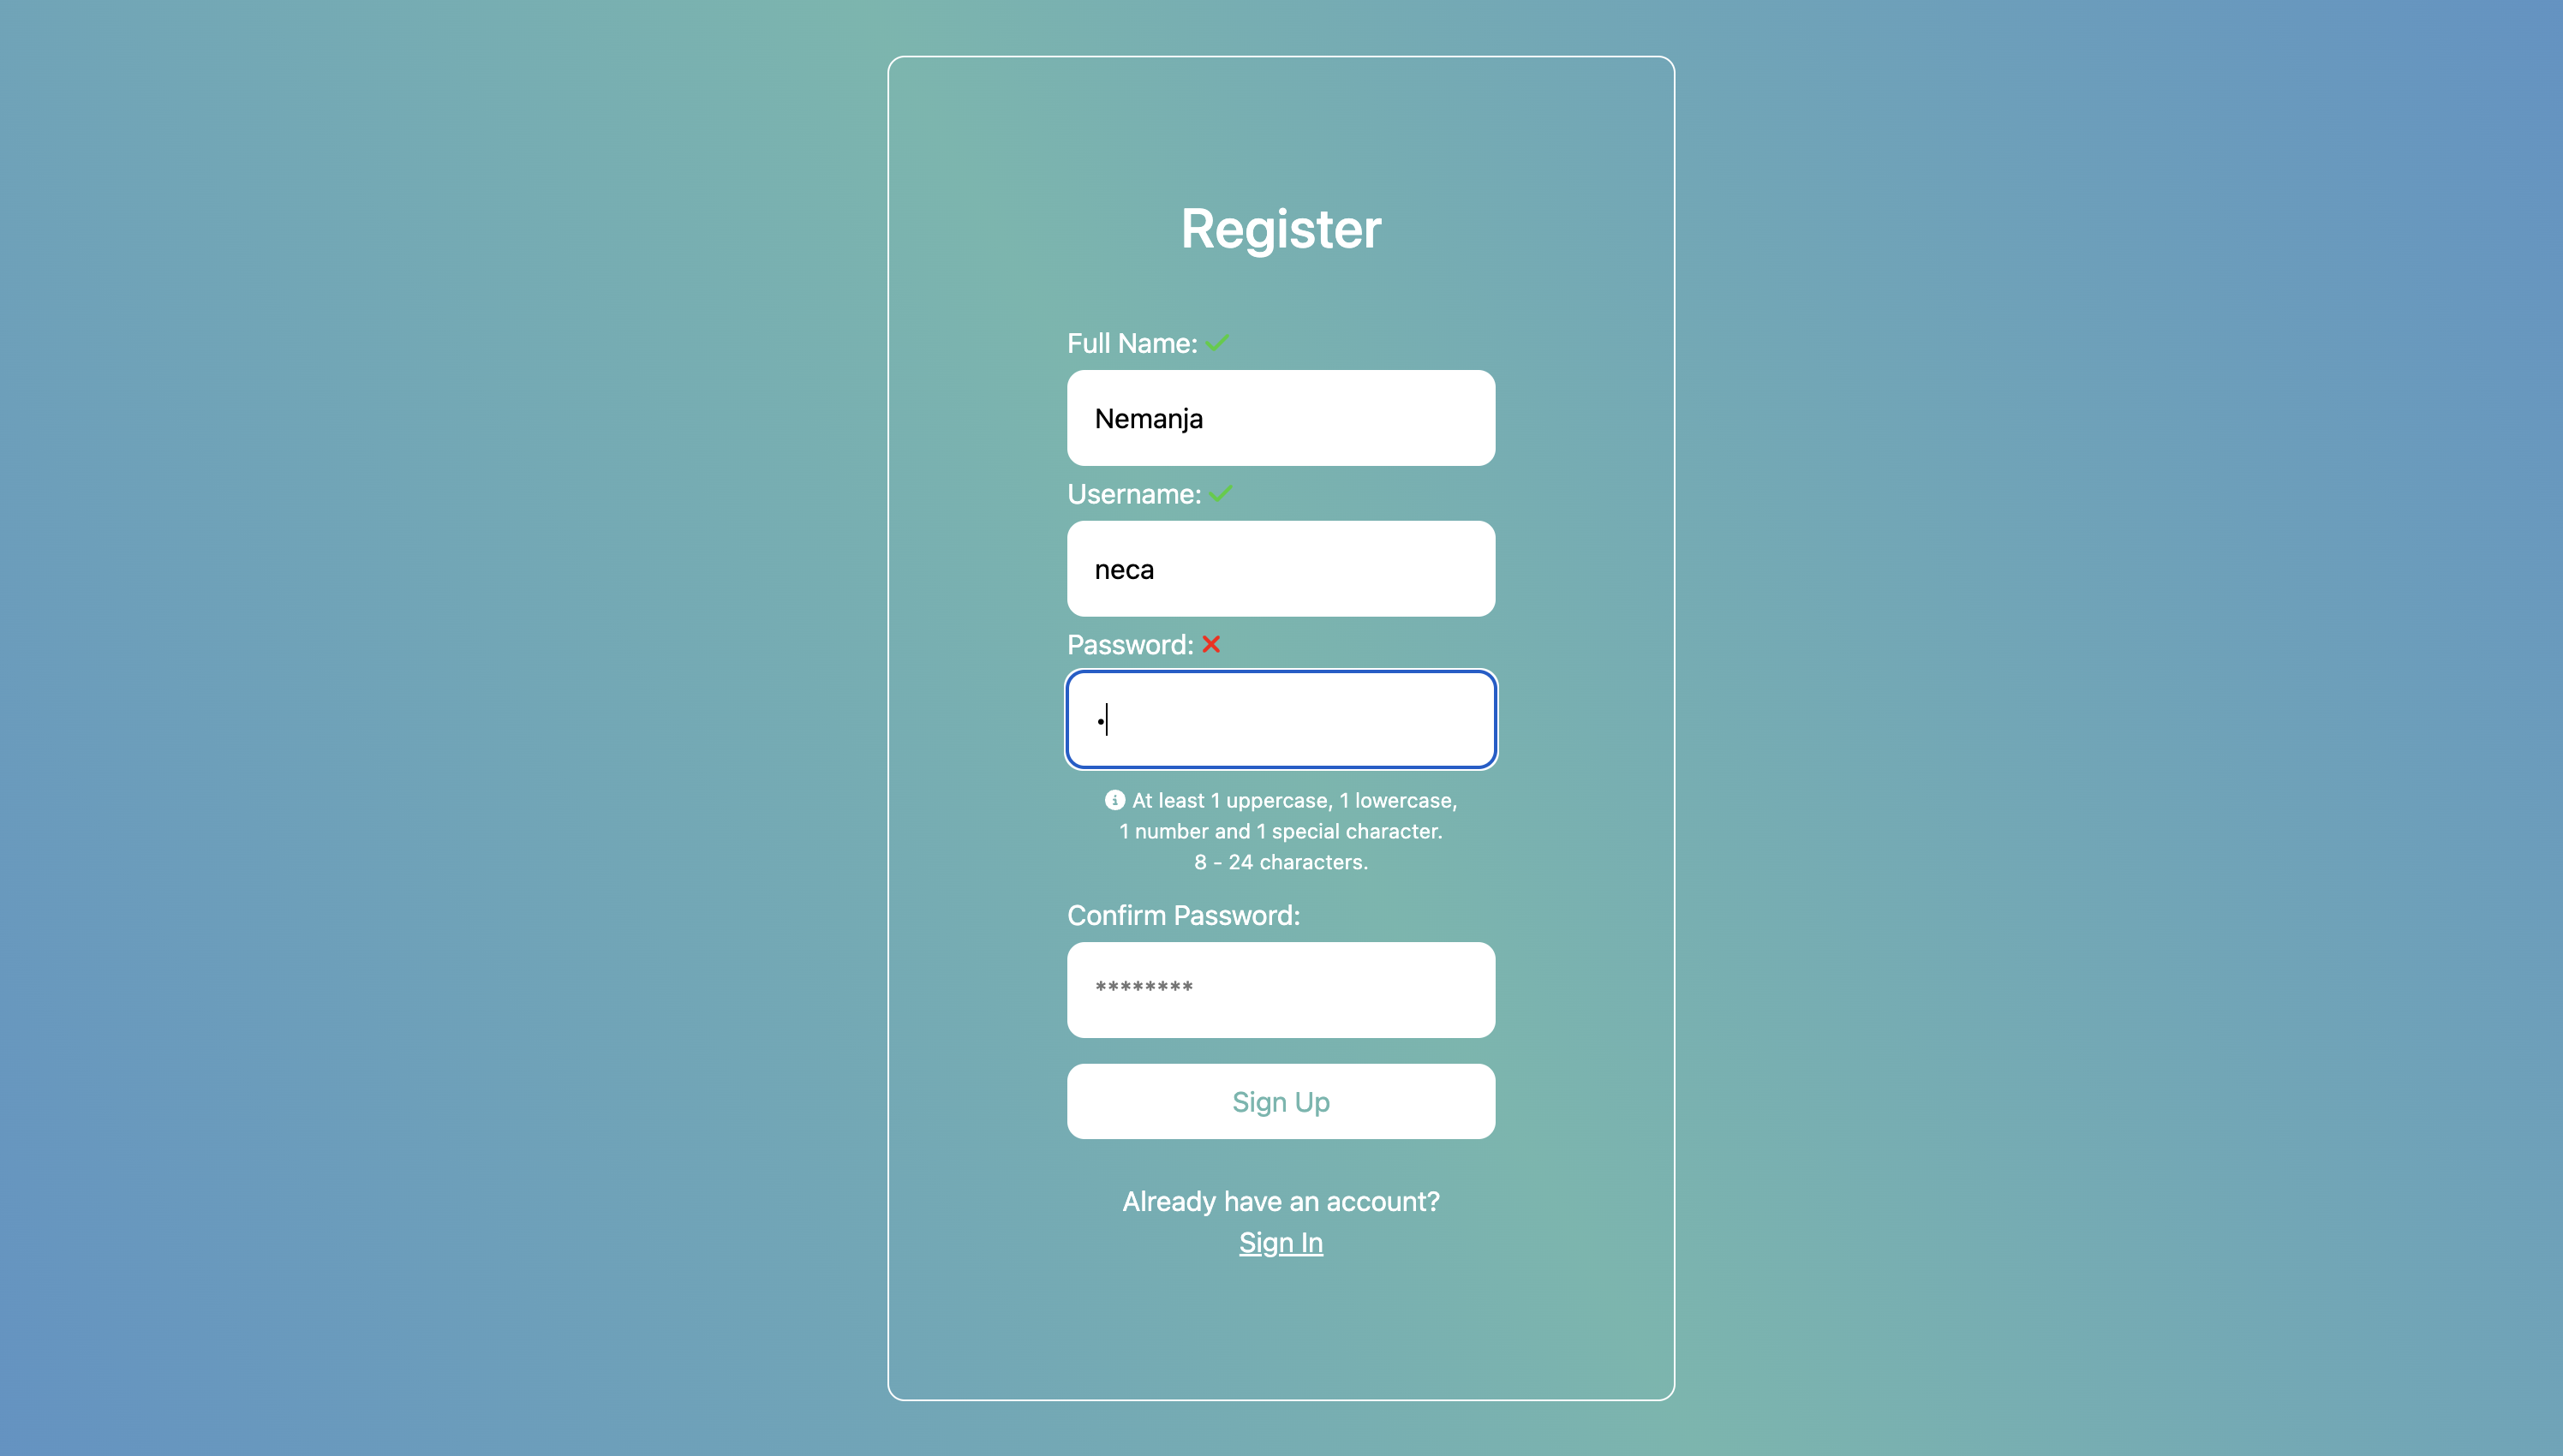 Register
Full Name:
Nemanja
Username:
neca
Password:
•
At least 1 uppercase, 1 lowercase,
1 number and 1 special character.
8 - 24 characters.
Confirm Password:
********
Sign Up
Already have an account?
Sign In